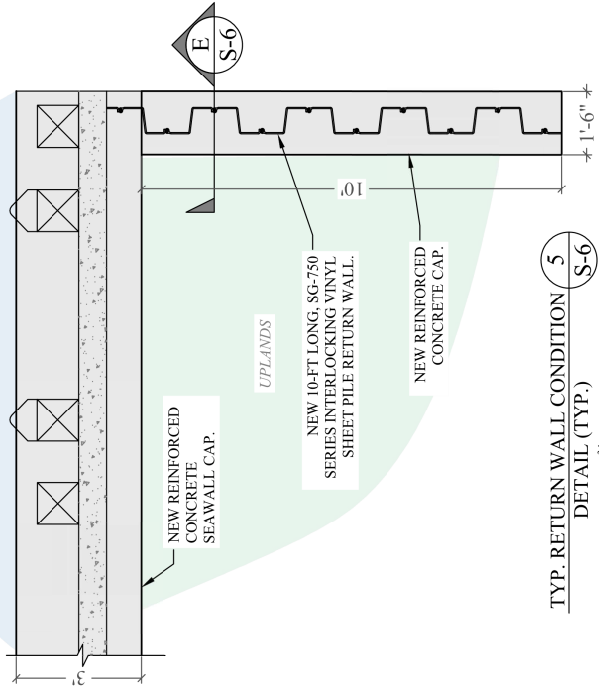 E
S-6
1'-6"
10'
3'
UPLANDS
NEW REINFORCED
CONCRETE
SEAWALL CAP.
NEW 10-FT LONG, SG-750
SERIES INTERLOCKING VINYL
SHEET PILE RETURN WALL.
NEW REINFORCED
CONCRETE CAP.
TYP. RETURN WALL CONDITION
DETAIL (TYP.)
5
S-6